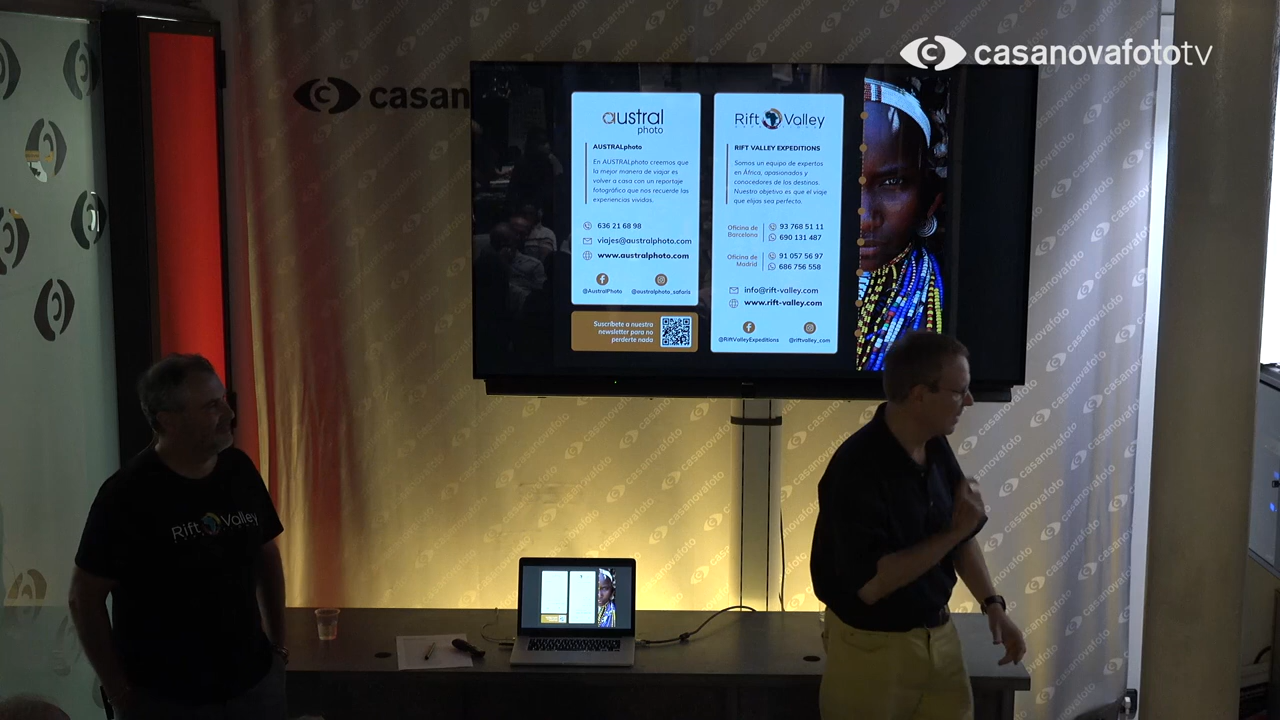 casanovafoto tv
casan
austral
photo
AUSTRALphoto
En AUSTRALphoto creemos que
la mejor manera de viajar es
volver a casa con un reportaje
fotográfico que nos recuerde las
experiencias vividas.
636 21 68 98
viajes@australphoto.com
www.australphoto.com
@AustralPhoto @australphoto_safaris
Suscríbete a nuestra
newsletter para no
perderte nada
Rift Valley
RIFT VALLEY EXPEDITIONS
Somos un equipo de expertos
en África, apasionados y
conocedores de los destinos.
Nuestro objetivo es que el viaje
que elijas sea perfecto.
Oficina de
Barcelona
93 768 51 11
690 131 487
Oficina de
Madrid
91 057 56 97
686 756 558
info@rift-valley.com
www.rift-valley.com
@RiftValleyExpeditions @riftvalley_com
Rift Valley
casanovafoto